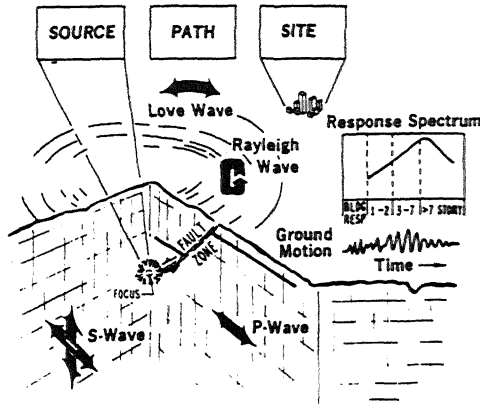 SOURCE
PATH
SITE
Love Wave
Rayleigh
Wave
Response Spectrum
BLDG
RESP
1-2
3-7
>7 STORY
FAULT
ZONE
Ground
Motion
Time
FOCUS
S-Wave
P-Wave